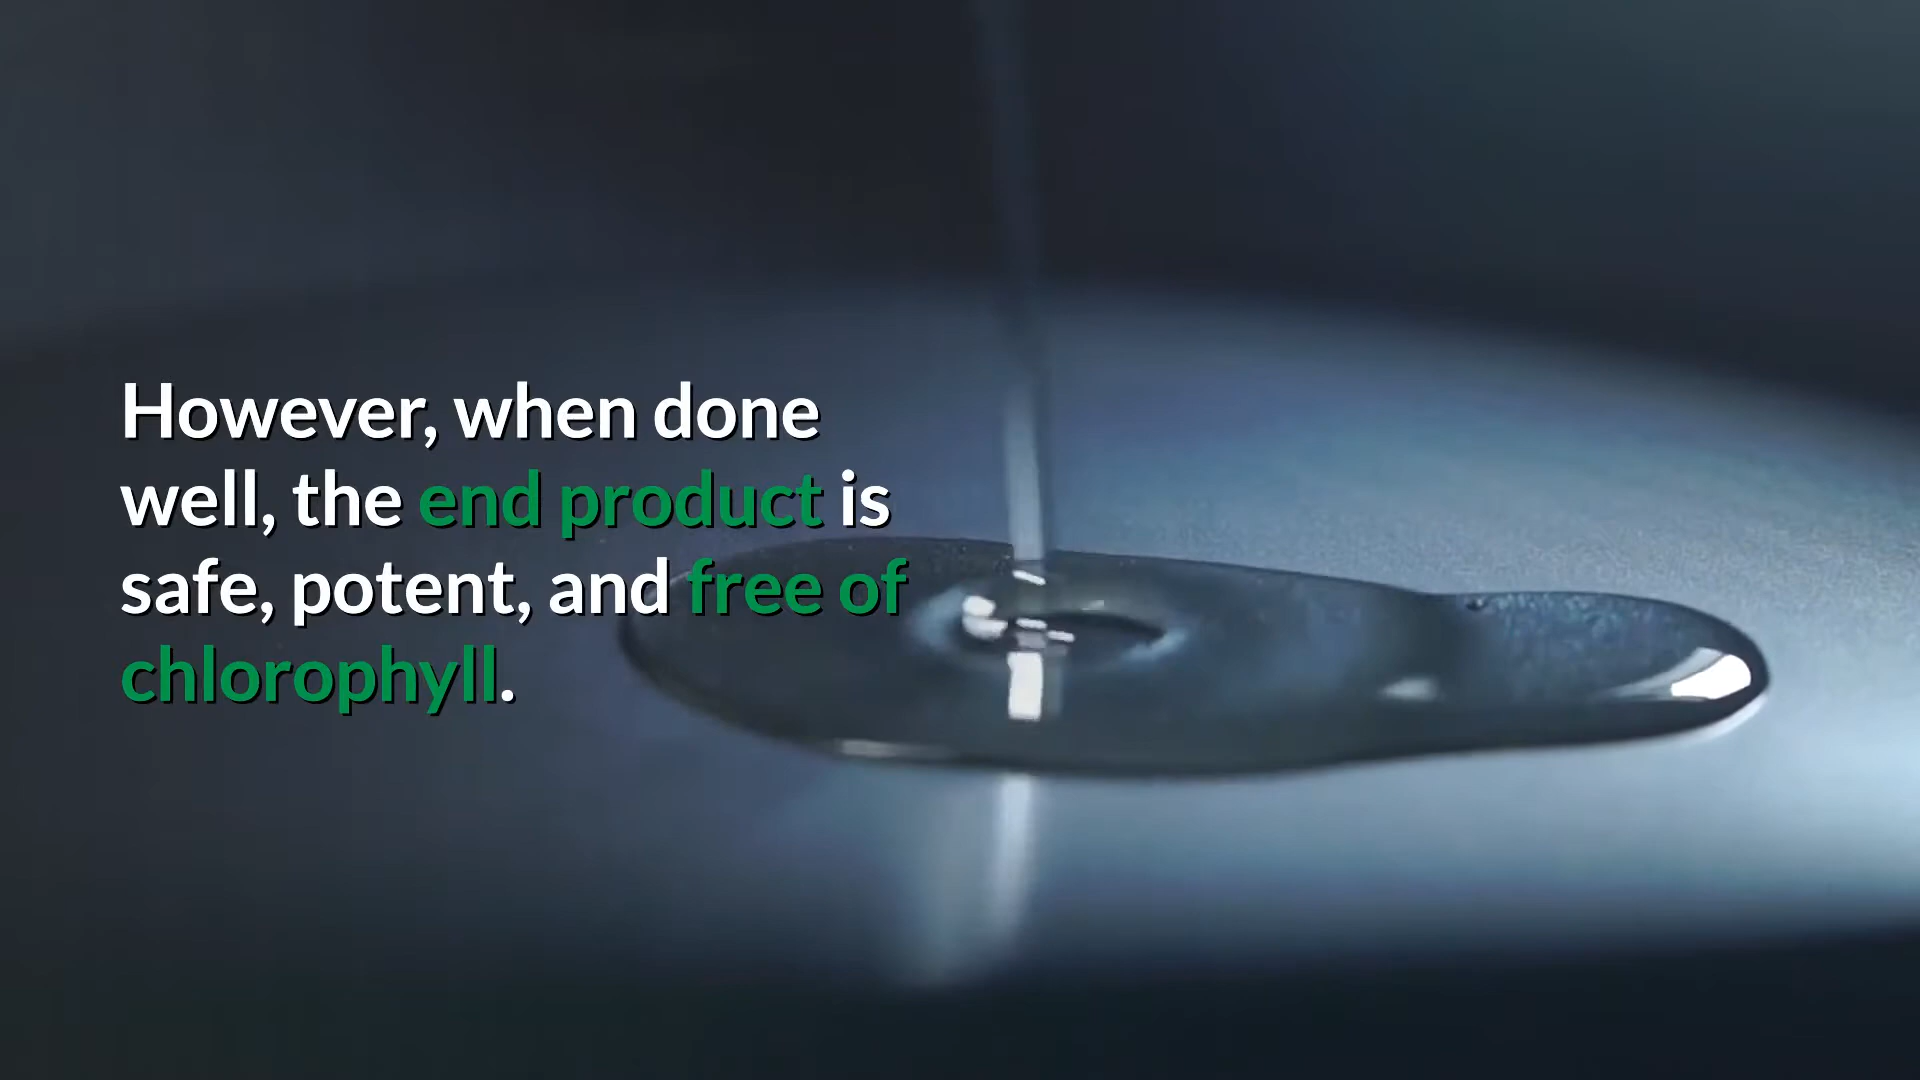 However, when done
well, the end product is
safe, potent, and free of
chlorophyll.